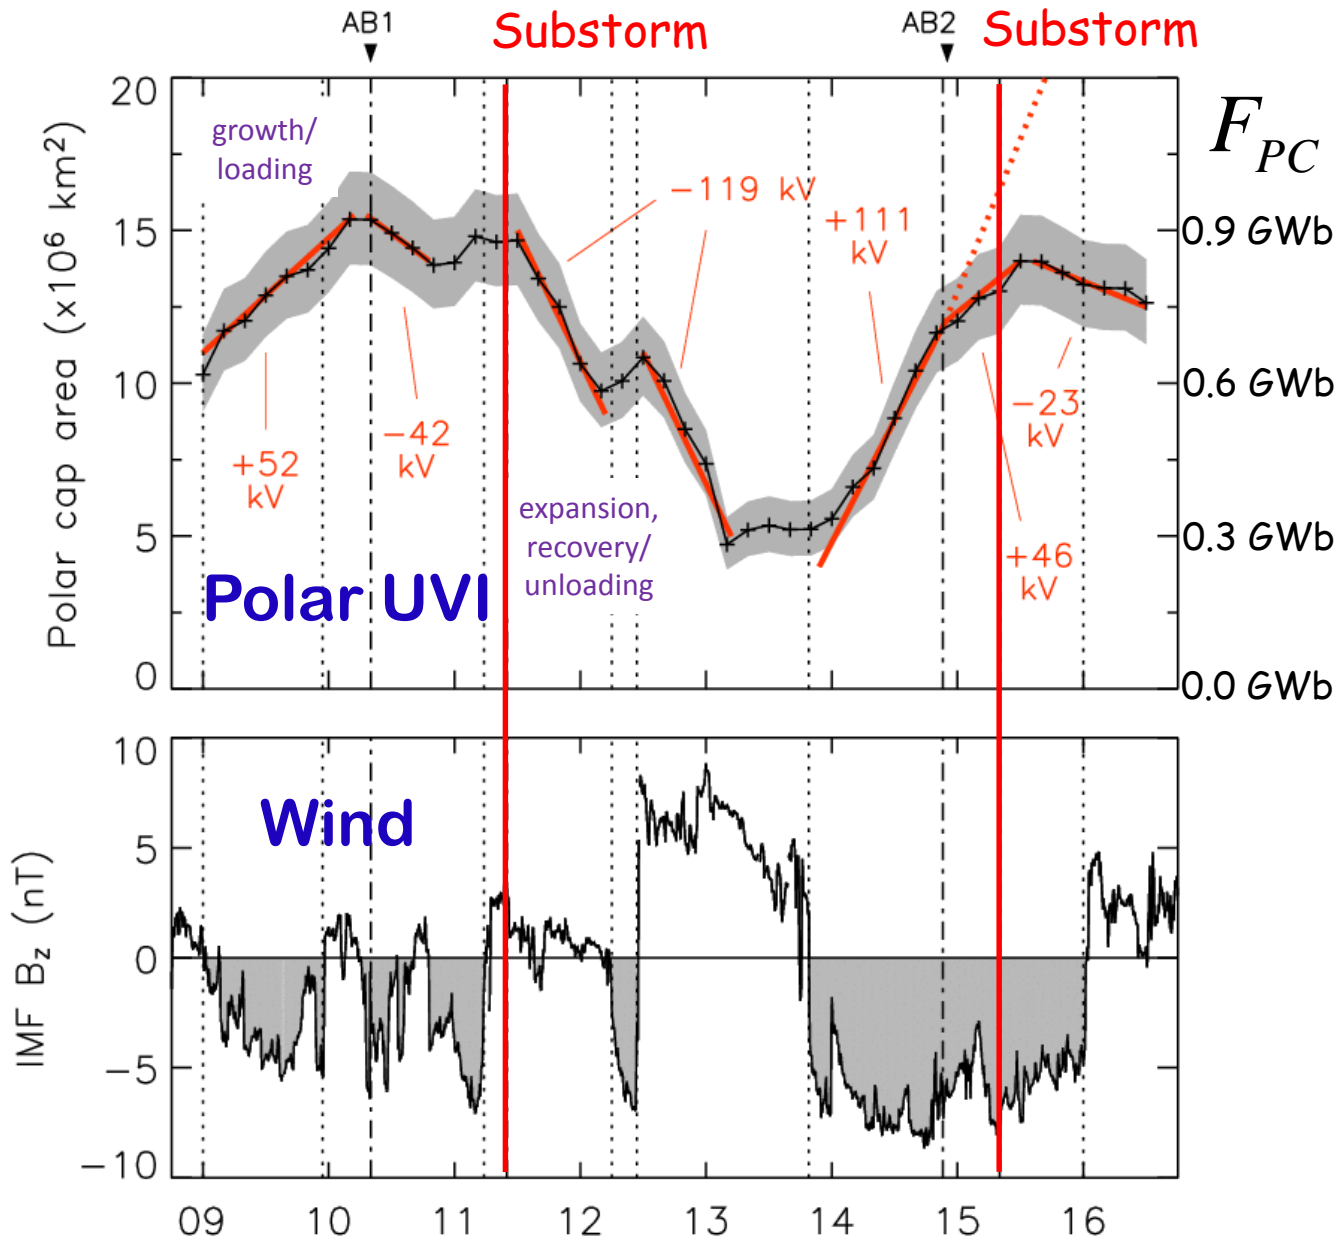 AB1
Substorm
AB2
Substorm
20
15
10
5
0
Polar cap area (x10⁶ km²)
growth/
loading
+52
kV
−42
kV
−119 kV
+111
kV
−23
kV
+46
kV
expansion,
recovery/
unloading
Polar UVI
F_PC
0.9 GWb
0.6 GWb
0.3 GWb
0.0 GWb
10
5
0
−5
−10
IMF B_z (nT)
Wind
09 10 11 12 13 14 15 16